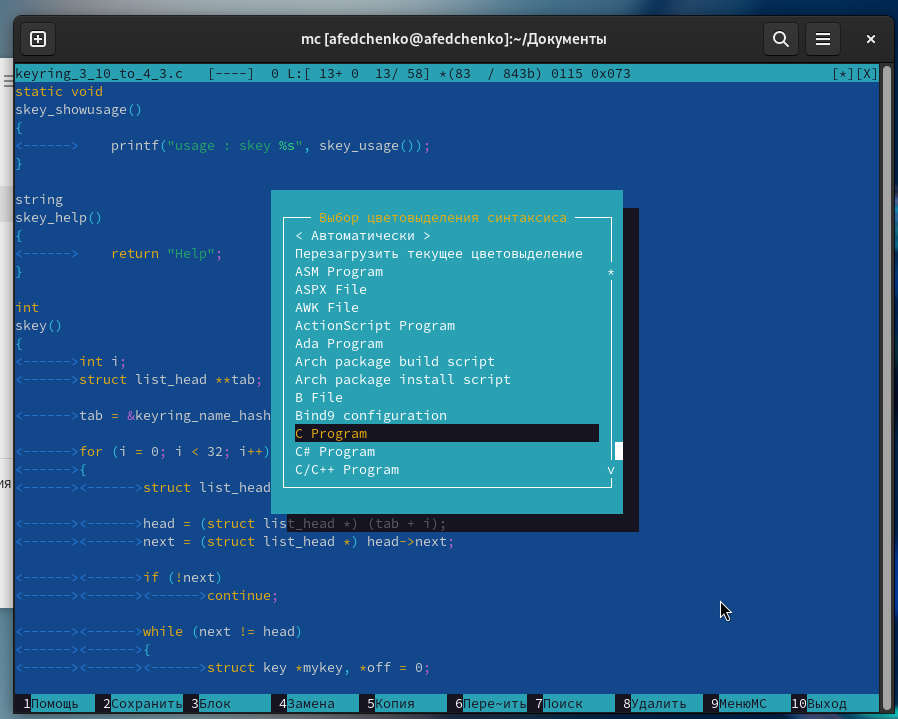 mc [afedchenko@afedchenko]:~/Документы
keyring_3_10_to_4_3.c   [----]  0 L:[ 13+ 0  13/ 58] *(83  / 843b) 0115 0x073   [*][X]
static void
skey_showusage()
{
<------>    printf("usage : skey %s", skey_usage());
}
string
skey_help()
{
<------>    return "Help";
}
int
skey()
{
<------>int i;
<------>struct list_head **tab;
<------>tab = &keyring_name_hash
<------>for (i = 0; i < 32; i++)
<------>{
<------><------>struct list_head
<------><------>head = (struct list_head *) (tab + i);
<------><------>next = (struct list_head *) head->next;
<------><------>if (!next)
<------><------><------>continue;
<------><------>while (next != head)
<------><------>{
<------><------><------>struct key *mykey, *off = 0;
Выбор цветовыделения синтаксиса
< Автоматически >
Перезагрузить текущее цветовыделение
ASM Program
ASPX File
AWK File
ActionScript Program
Ada Program
Arch package build script
Arch package install script
B File
Bind9 configuration
C Program
C# Program
C/C++ Program
1Помощь 2Сохранить 3Блок 4Замена 5Копия 6Пере~ить 7Поиск 8Удалить 9МенюMC 10Выход